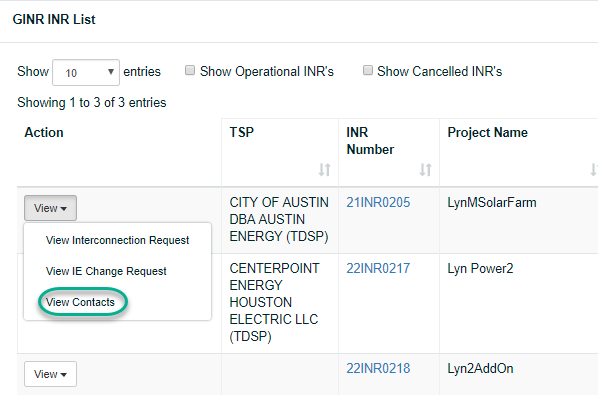 GINR INR List
Show 10 entries Show Operational INR's Show Cancelled INR's
Showing 1 to 3 of 3 entries
Action TSP INR Number Project Name
View CITY OF AUSTIN DBA AUSTIN ENERGY (TDSP) 21INR0205 LynMSolarFarm
View Interconnection Request
View IE Change Request
View Contacts
CENTERPOINT ENERGY HOUSTON ELECTRIC LLC (TDSP) 22INR0217 Lyn Power2
View 22INR0218 Lyn2AddOn